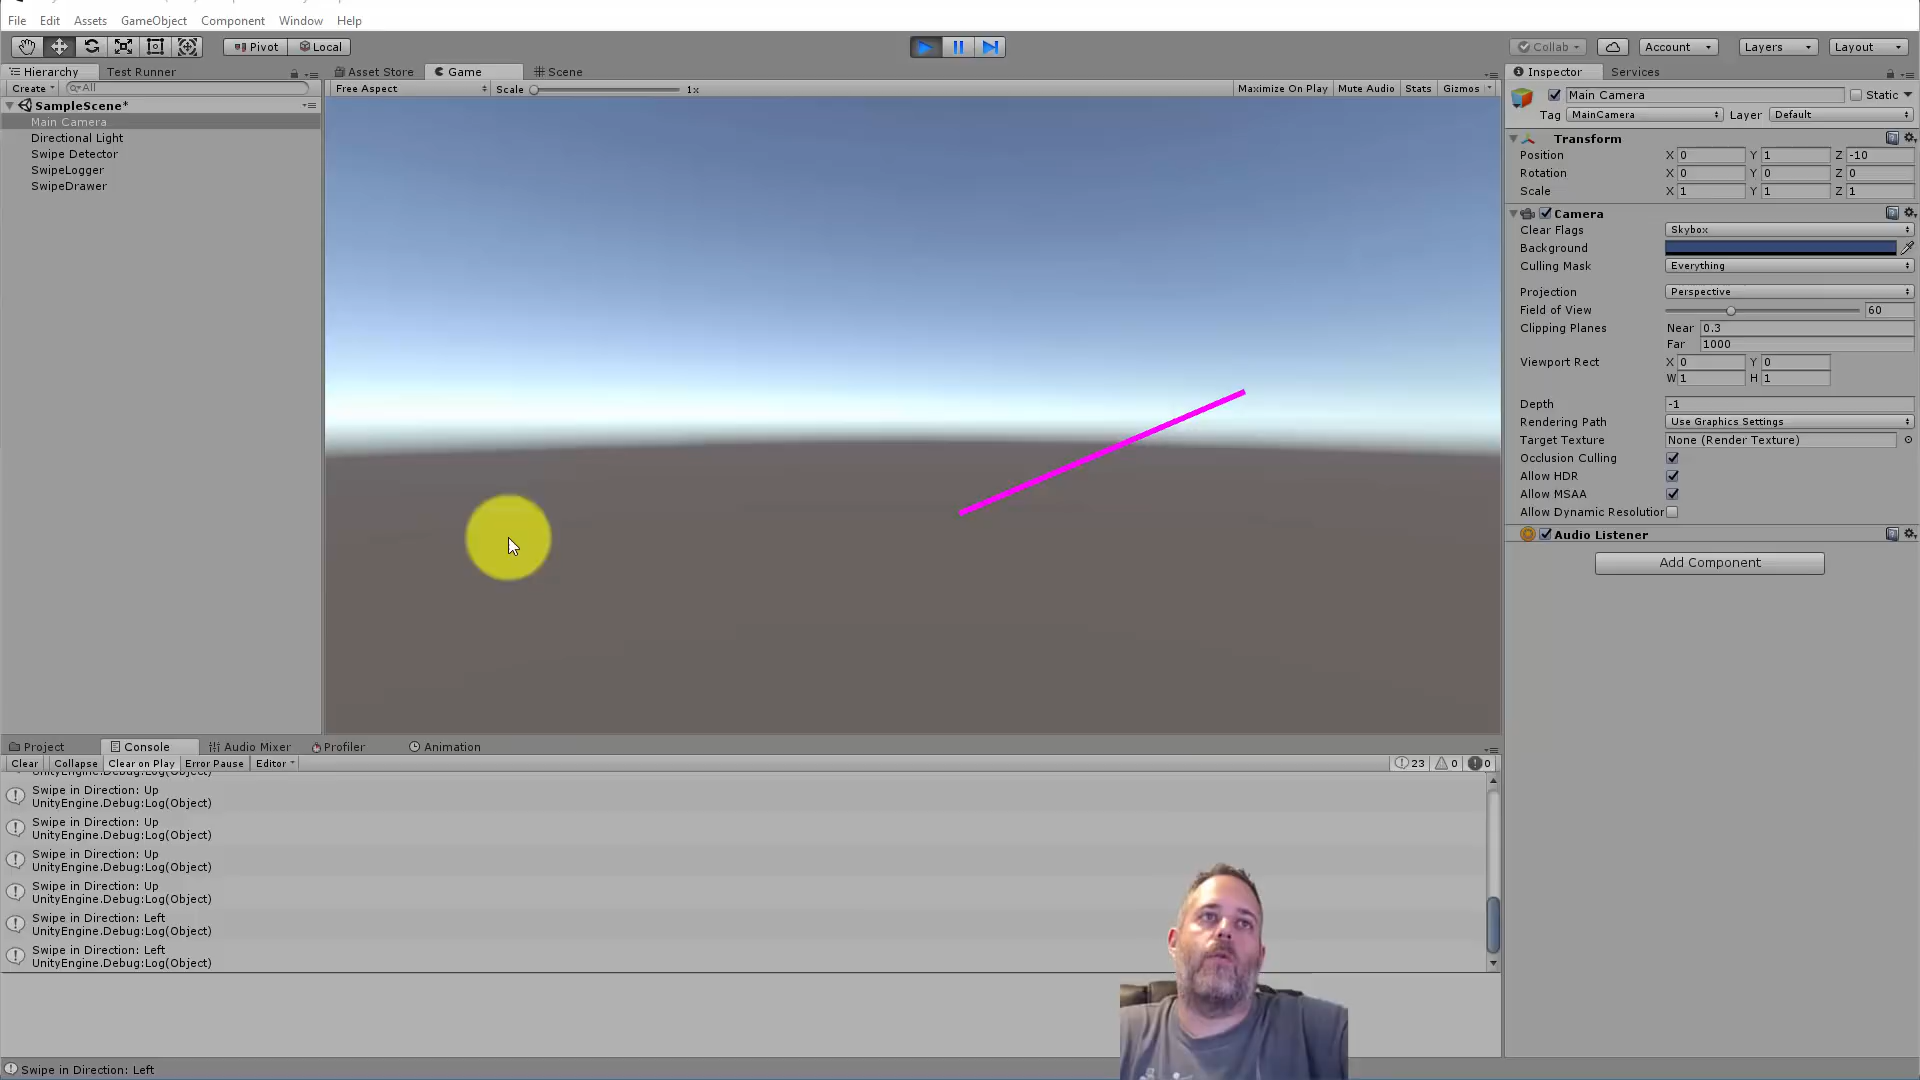 File Edit Assets GameObject Component Window Help
Pivot Local
Collab Account Layers Layout
Hierarchy Test Runner
Asset Store Game Scene
Inspector Services
Create All
Free Aspect Scale 1x Maximize On Play Mute Audio Stats Gizmos
SampleScene*
Main Camera
Directional Light
Swipe Detector
SwipeLogger
SwipeDrawer
Main Camera Static
Tag MainCamera Layer Default
Transform
Position X 0 Y 1 Z -10
Rotation X 0 Y 0 Z 0
Scale X 1 Y 1 Z 1
Camera
Clear Flags Skybox
Background
Culling Mask Everything
Projection Perspective
Field of View 60
Clipping Planes Near 0.3
Far 1000
Viewport Rect X 0 Y 0
W 1 H 1
Depth -1
Rendering Path Use Graphics Settings
Target Texture None (Render Texture)
Occlusion Culling
Allow HDR
Allow MSAA
Allow Dynamic Resolution
Audio Listener
Add Component
Project Console Audio Mixer Profiler Animation
Clear Collapse Clear on Play Error Pause Editor 23 0 0
UnityEngine.Debug:Log(Object)
Swipe in Direction: Up
UnityEngine.Debug:Log(Object)
Swipe in Direction: Up
UnityEngine.Debug:Log(Object)
Swipe in Direction: Up
UnityEngine.Debug:Log(Object)
Swipe in Direction: Up
UnityEngine.Debug:Log(Object)
Swipe in Direction: Left
UnityEngine.Debug:Log(Object)
Swipe in Direction: Left
UnityEngine.Debug:Log(Object)
Swipe in Direction: Left